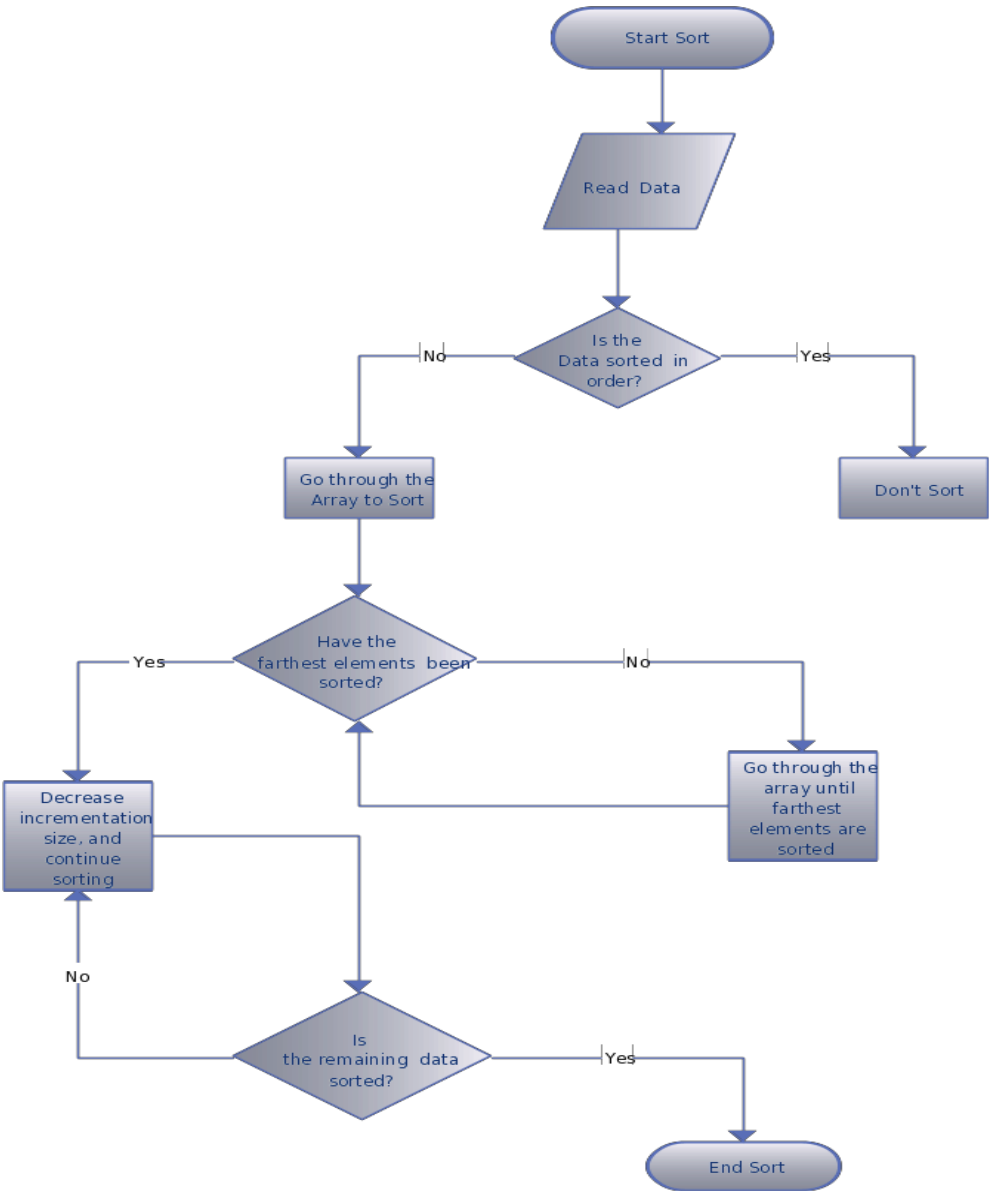 Start Sort
Read Data
Is the
Data sorted in
order?
No
Yes
Go through the
Array to Sort
Don't Sort
Have the
farthest elements been
sorted?
Yes
No
Go through the
array until
farthest
elements are
sorted
Decrease
incrementation
size, and
continue
sorting
No
Is
the remaining data
sorted?
Yes
End Sort